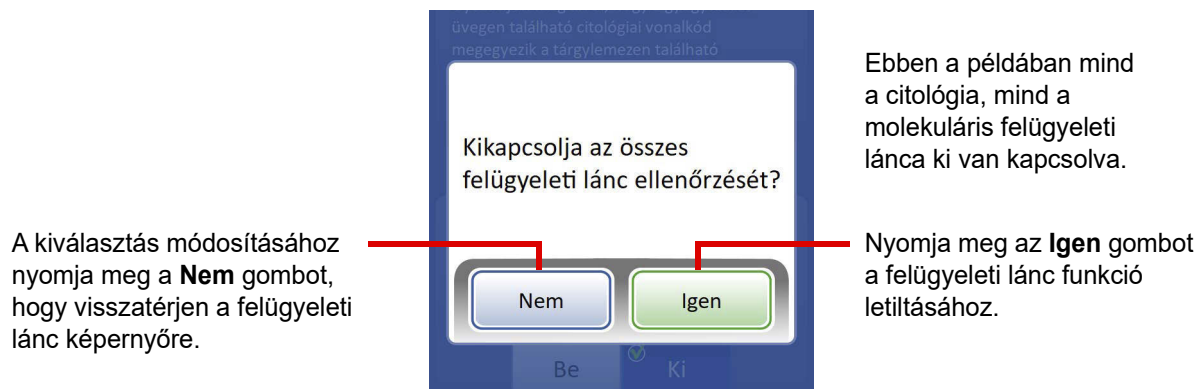 üvegen található citológiai vonalkód
megegyezik a tárgylemezen található
Kikapcsolja az összes
felügyeleti lánc ellenőrzését?
Nem
Igen
Be
Ki
Ebben a példában mind
a citológia, mind a
molekuláris felügyeleti
lánca ki van kapcsolva.
A kiválasztás módosításához
nyomja meg a Nem gombot,
hogy visszatérjen a felügyeleti
lánc képernyőre.
Nyomja meg az Igen gombot
a felügyeleti lánc funkció
letiltásához.